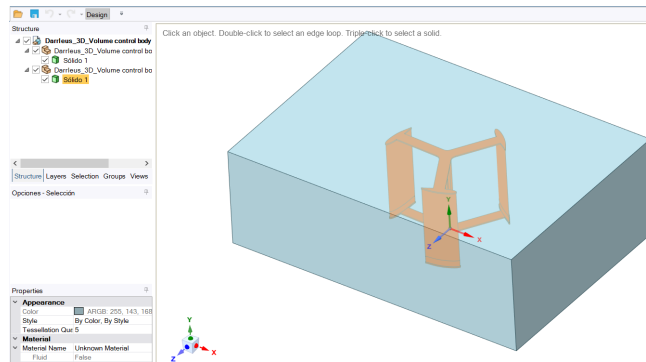 Design
Structure
Click an object. Double-click to select an edge loop. Triple-click to select a solid.
Darrieus_3D_Volume control body
Darrieus_3D_Volume control bo
Sólido 1
Darrieus_3D_Volume control bo
Sólido 1
Structure Layers Selection Groups Views
Opciones - Selección
Properties
Appearance
Color ARGB: 255, 143, 168
Style By Color, By Style
Tessellation Qur 5
Material
Material Name Unknown Material
Fluid False
Y
Z
X
Y
Z
X